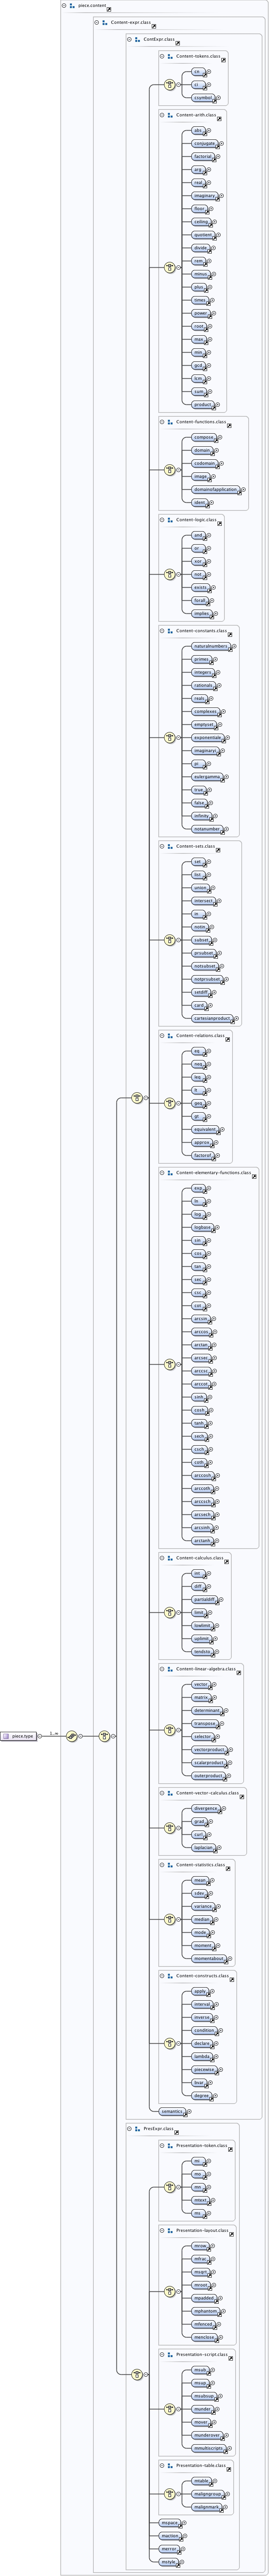 piece.content
Content-expr.class
ContExpr.class
Content-tokens.class
cn
ci
csymbol
Content-arith.class
abs
conjugate
factorial
arg
real
imaginary
floor
ceiling
quotient
divide
rem
minus
plus
times
power
root
max
min
gcd
lcm
sum
product
Content-functions.class
compose
domain
codomain
image
domainofapplication
ident
Content-logic.class
and
or
xor
not
exists
forall
implies
Content-constants.class
naturalnumbers
primes
integers
rationals
reals
complexes
emptyset
exponentiale
imaginaryi
pi
eulergamma
true
false
infinity
notanumber
Content-sets.class
set
list
union
intersect
in
notin
subset
prsubset
notsubset
notprsubset
setdiff
card
cartesianproduct
Content-relations.class
eq
neq
leq
lt
geq
gt
equivalent
approx
factorof
Content-elementary-functions.class
exp
ln
log
logbase
sin
cos
tan
sec
csc
cot
arcsin
arccos
arctan
arcsec
arccsc
arccot
sinh
cosh
tanh
sech
csch
coth
arccosh
arccoth
arccsch
arcsech
arcsinh
arctanh
Content-calculus.class
int
diff
partialdiff
limit
lowlimit
uplimit
tendsto
Content-linear-algebra.class
vector
matrix
determinant
transpose
selector
vectorproduct
scalarproduct
outerproduct
piece.type
1..∞
Content-vector-calculus.class
divergence
grad
curl
laplacian
Content-statistics.class
mean
sdev
variance
median
mode
moment
momentabout
Content-constructs.class
apply
interval
inverse
condition
declare
lambda
piecewise
bvar
degree
semantics
PresExpr.class
Presentation-token.class
mi
mo
mn
mtext
ms
Presentation-layout.class
mrow
mfrac
msqrt
mroot
mpadded
mphantom
mfenced
menclose
Presentation-script.class
msub
msup
msubsup
munder
mover
munderover
mmultiscripts
Presentation-table.class
mtable
maligngroup
malignmark
mspace
maction
merror
mstyle